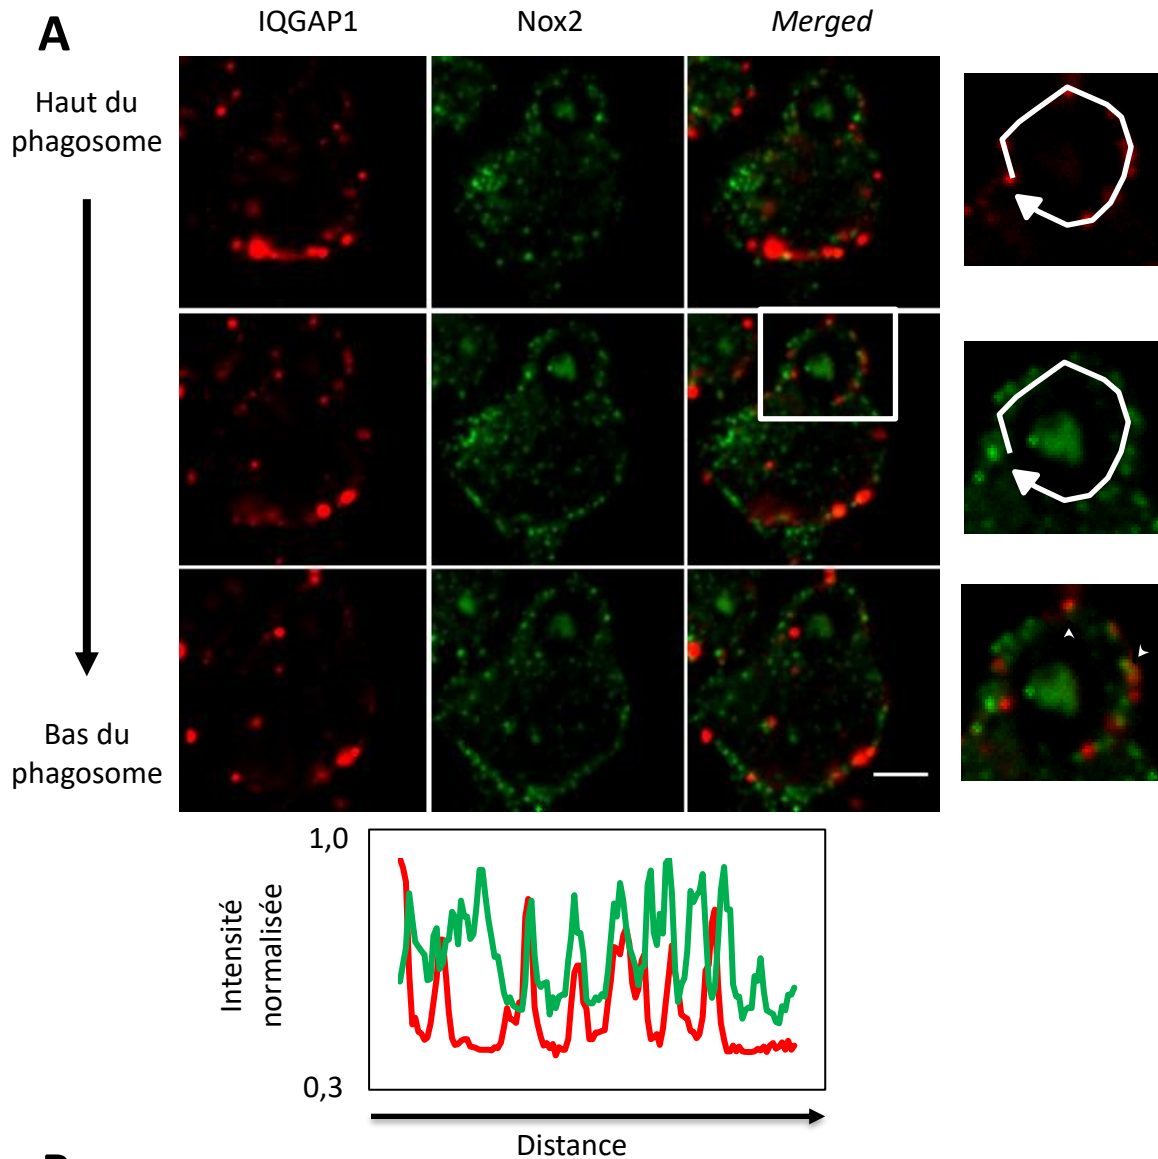 A
IQGAP1
Nox2
Merged
Haut du
phagosome
Bas du
phagosome
1,0
Intensité
normalisée
0,3
Distance